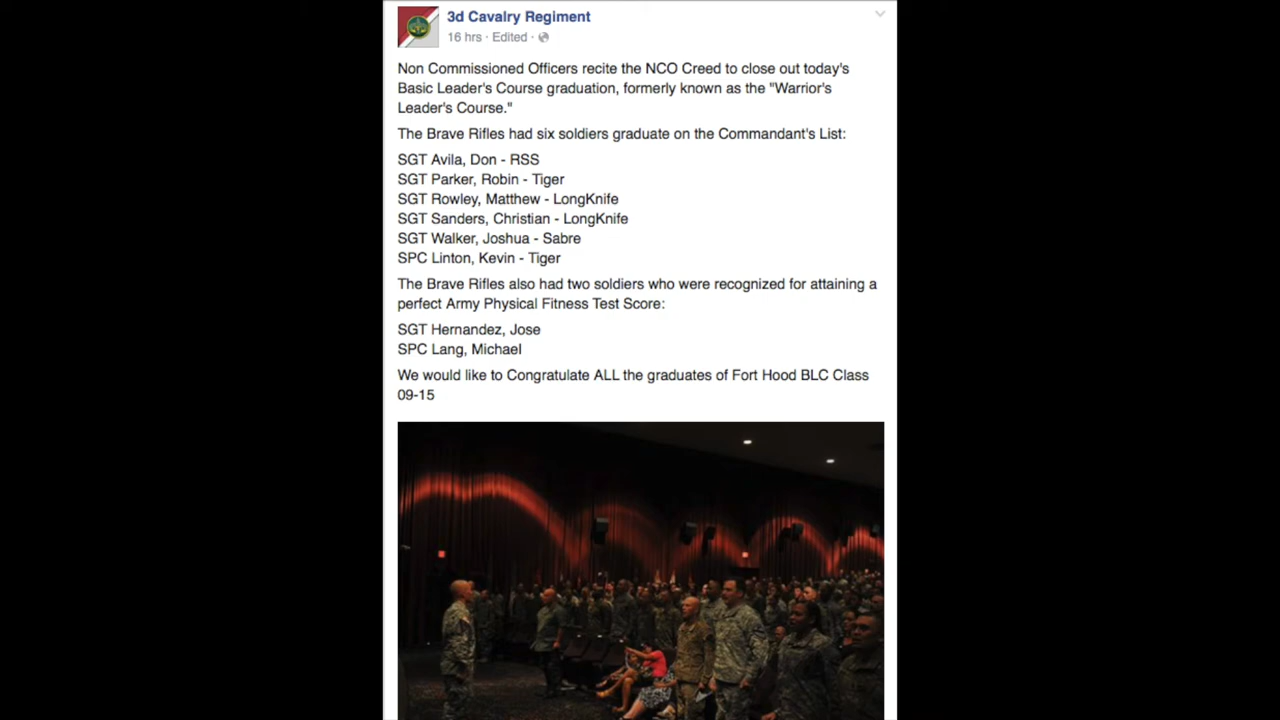 3d Cavalry Regiment
16 hrs · Edited ·
Non Commissioned Officers recite the NCO Creed to close out today's
Basic Leader's Course graduation, formerly known as the "Warrior's
Leader's Course."
The Brave Rifles had six soldiers graduate on the Commandant's List:
SGT Avila, Don - RSS
SGT Parker, Robin - Tiger
SGT Rowley, Matthew - LongKnife
SGT Sanders, Christian - LongKnife
SGT Walker, Joshua - Sabre
SPC Linton, Kevin - Tiger
The Brave Rifles also had two soldiers who were recognized for attaining a
perfect Army Physical Fitness Test Score:
SGT Hernandez, Jose
SPC Lang, Michael
We would like to Congratulate ALL the graduates of Fort Hood BLC Class
09-15